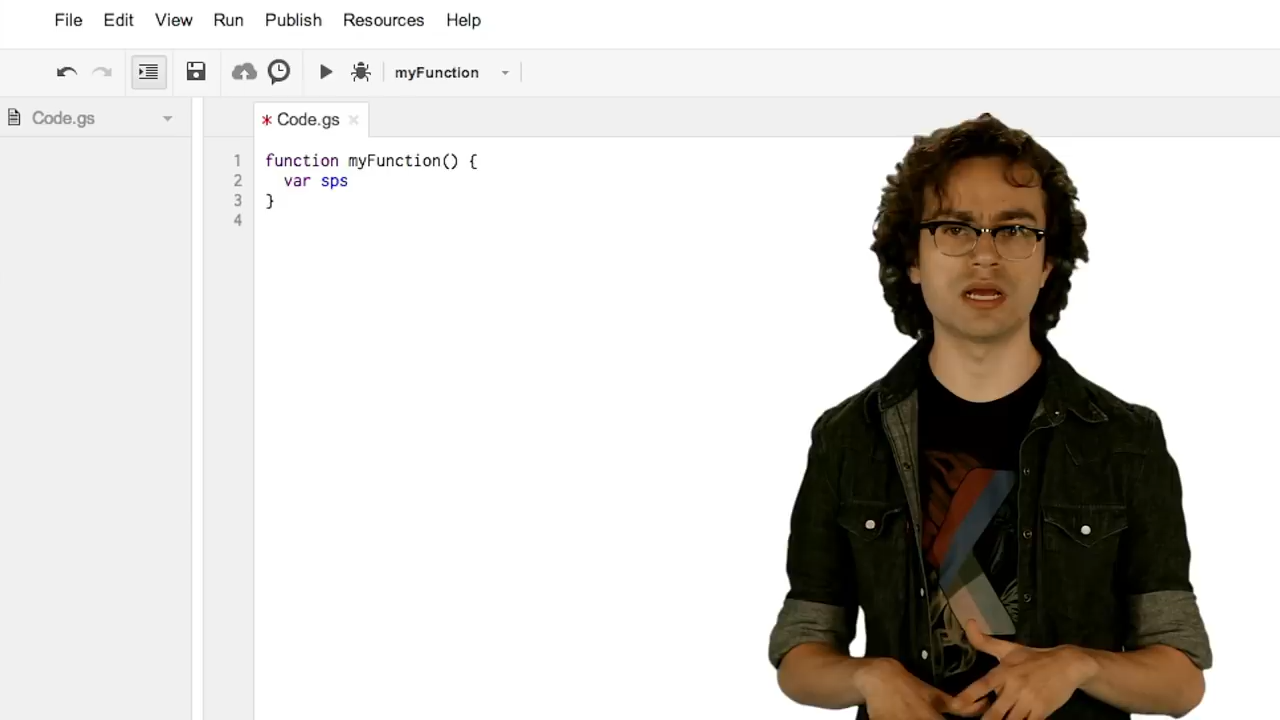 File Edit View Run Publish Resources Help
myFunction
Code.gs
* Code.gs ×
1 function myFunction() {
2 var sps
3 }
4